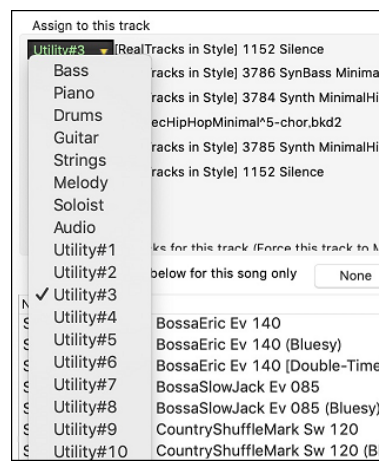 Assign to this track
Utility#3 [RealTracks in Style] 1152 Silence
Bass racks in Style] 3786 SynBass Minima
Piano racks in Style] 3784 Synth MinimalHi
Drums ecHipHopMinimal^5-chor,bkd2
Guitar racks in Style] 3785 Synth MinimalHi
Strings racks in Style] 1152 Silence
Melody
Soloist
Audio
Utility#1 ks for this track (Force this track to M
Utility#2 below for this song only None
✓ Utility#3 N
Utility#4 BossaEric Ev 140
Utility#5 BossaEric Ev 140 (Bluesy)
Utility#6 BossaEric Ev 140 [Double-Time
Utility#7 BossaSlowJack Ev 085
Utility#8 BossaSlowJack Ev 085 (Bluesy)
Utility#9 CountryShuffleMark Sw 120
Utility#10 CountryShuffleMark Sw 120 (B